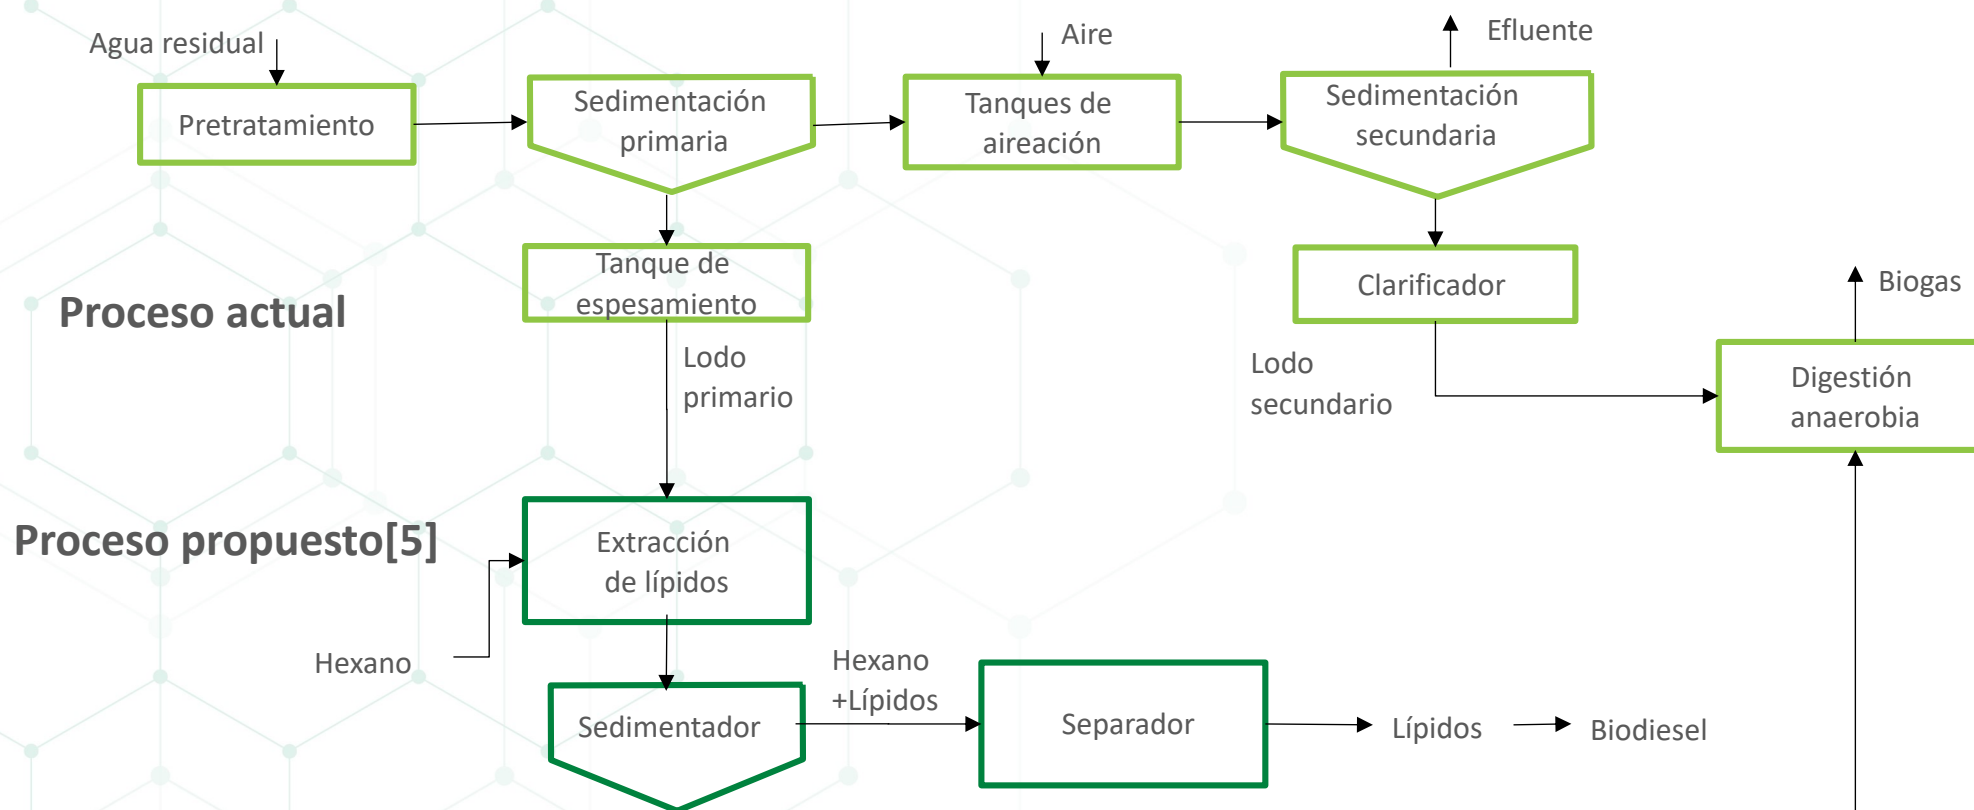 Agua residual
Aire
Efluente
Pretratamiento
Sedimentación
primaria
Tanques de
aireación
Sedimentación
secundaria
Tanque de
espesamiento
Clarificador
Biogas
Proceso actual
Lodo
primario
Lodo
secundario
Digestión
anaerobia
Proceso propuesto[5]
Extracción
de lípidos
Hexano
Hexano
+Lípidos
Sedimentador
Separador
Lípidos
Biodiesel